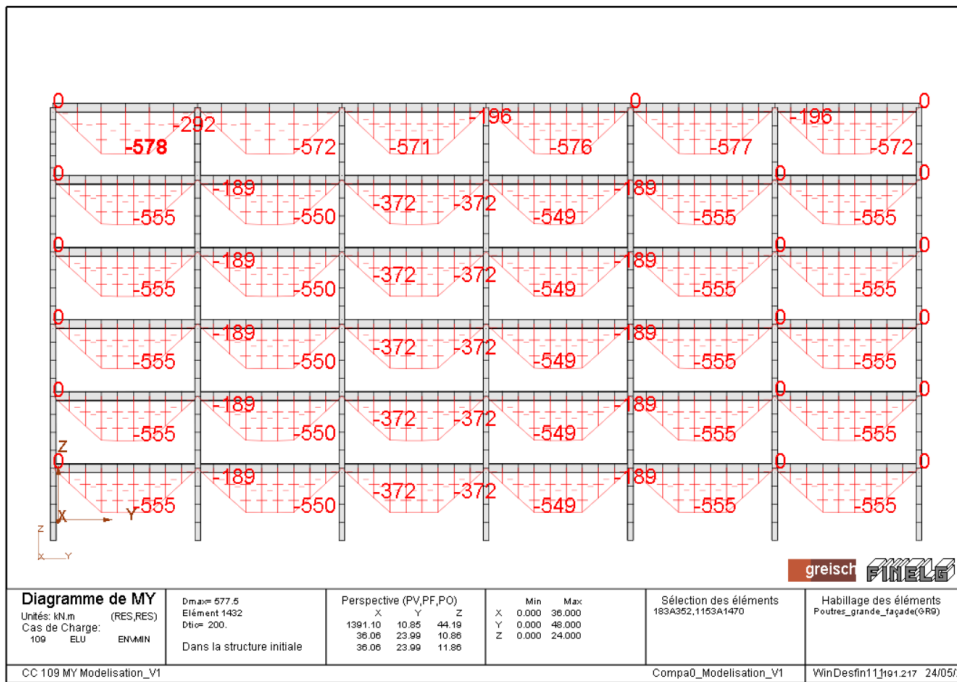 0 0 0
-292 -196 -196
-578 -572 -571 -576 -577 -572
0 0 0
-189 -372 -372 -189
-555 -550 -549 -555 -555
0 0 0
-189 -372 -372 -189
-555 -550 -549 -555 -555
0 0 0
-189 -372 -372 -189
-555 -550 -549 -555 -555
0 0 0
-189 -372 -372 -189
-555 -550 -549 -555 -555
Z
0 0 0
-189 -372 -372 -189
-555 -550 -549 -555 -555
X Y
Z
X Y
greisch FINELG
Diagramme de MY
Unités: kN.m (RES,RES)
Cas de Charge:
109 ELU ENVMIN
Dmax= 577.5
Elément 1432
Dtic= 200.
Dans la structure initiale
Perspective (PV,PF,PO)
X Y Z
1391.10 10.85 44.19
36.06 23.99 10.86
36.06 23.99 11.86
Min Max
X 0.000 36.000
Y 0.000 48.000
Z 0.000 24.000
Sélection des éléments
183A352,1153A1470
Habillage des éléments
Poutres_grande_façade(GR9)
CC 109 MY Modelisation_V1
Compa0_Modelisation_V1
24/05/